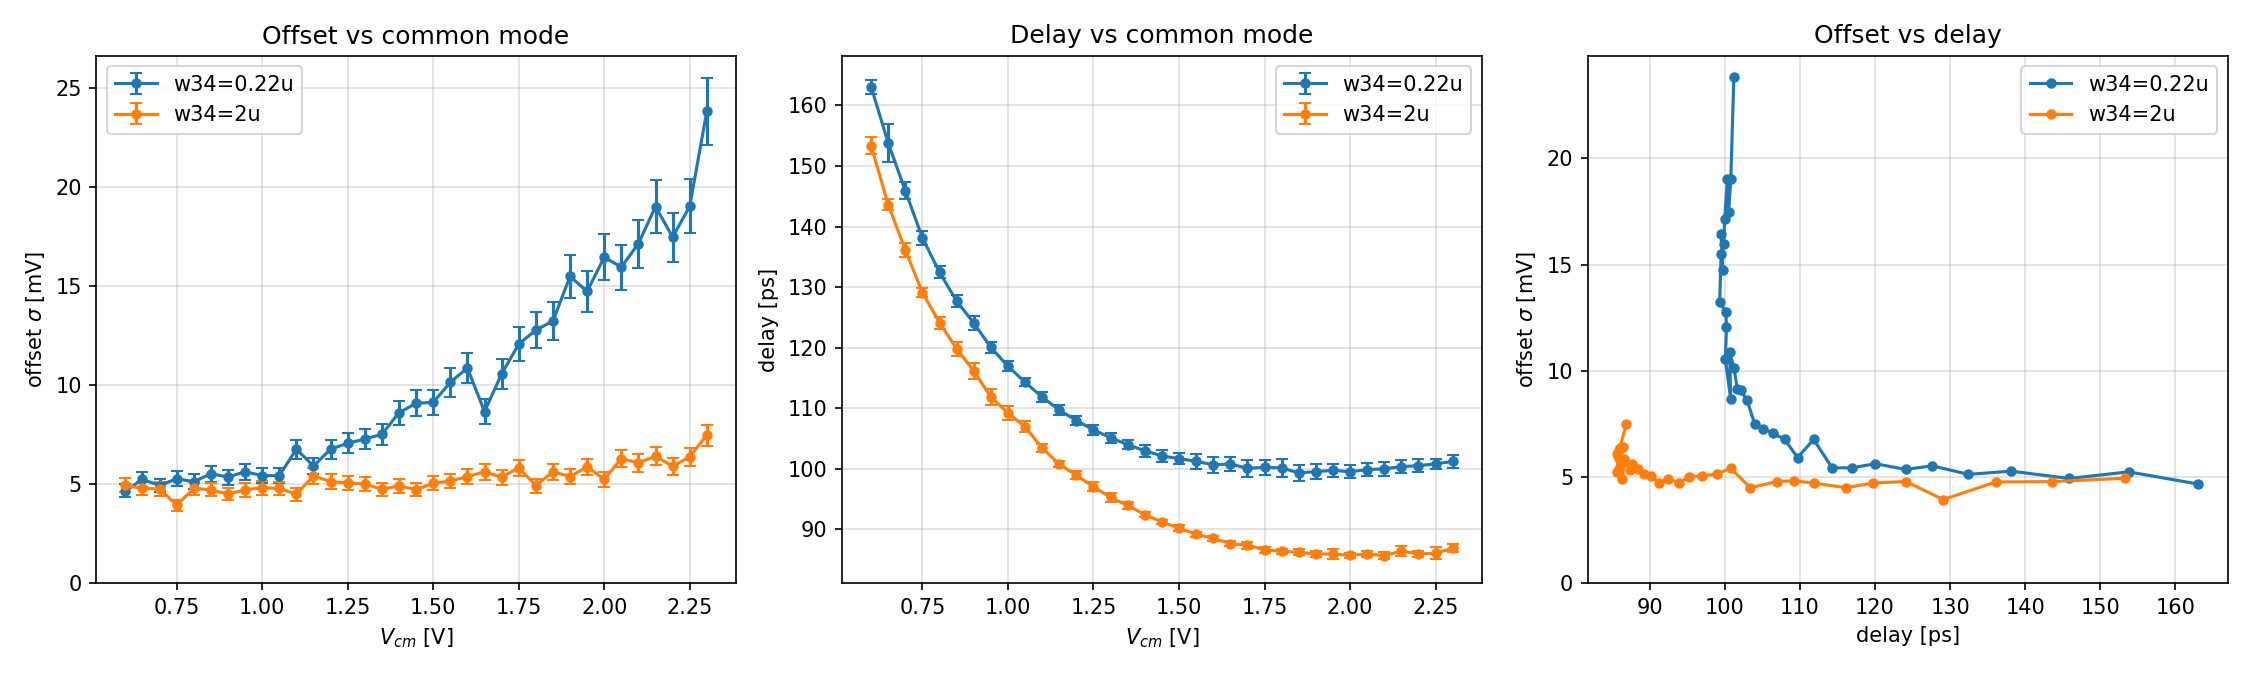 Offset vs common mode
w34=0.22u
w34=2u
offset σ [mV]
25
20
15
10
5
0
0.75 1.00 1.25 1.50 1.75 2.00 2.25
V_cm [V]
Delay vs common mode
w34=0.22u
w34=2u
delay [ps]
160
150
140
130
120
110
100
90
0.75 1.00 1.25 1.50 1.75 2.00 2.25
V_cm [V]
Offset vs delay
w34=0.22u
w34=2u
offset σ [mV]
20
15
10
5
0
90 100 110 120 130 140 150 160
delay [ps]